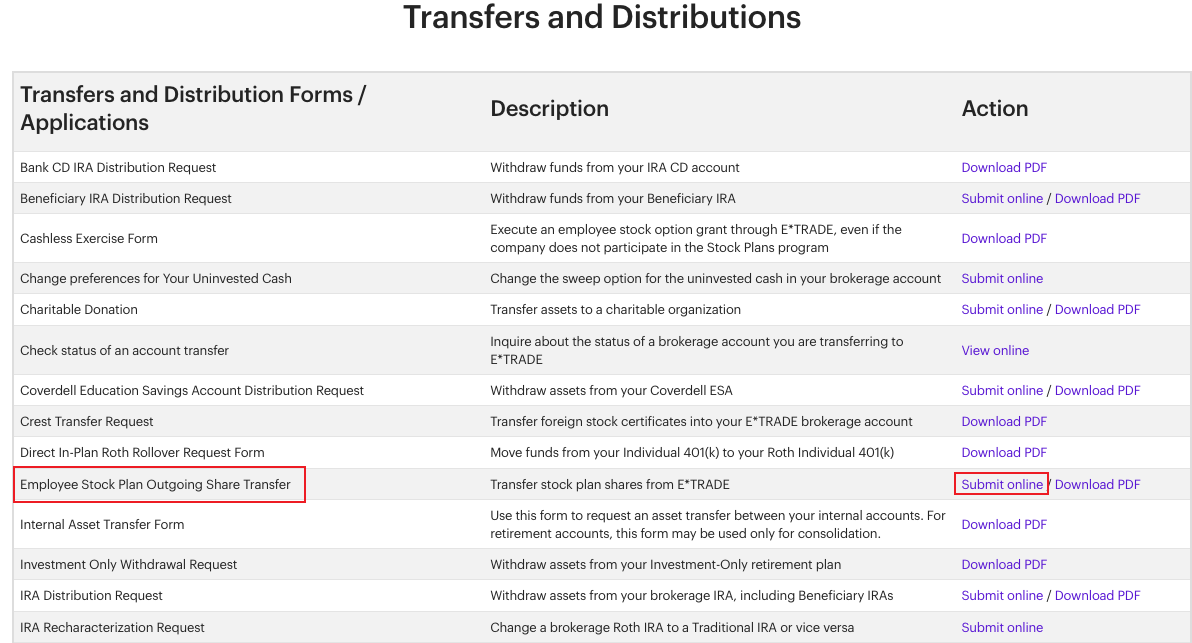 Transfers and Distributions
Transfers and Distribution Forms /
Applications
Description
Action
Bank CD IRA Distribution Request
Withdraw funds from your IRA CD account
Download PDF
Beneficiary IRA Distribution Request
Withdraw funds from your Beneficiary IRA
Submit online / Download PDF
Cashless Exercise Form
Execute an employee stock option grant through E*TRADE, even if the
company does not participate in the Stock Plans program
Download PDF
Change preferences for Your Uninvested Cash
Change the sweep option for the uninvested cash in your brokerage account
Submit online
Charitable Donation
Transfer assets to a charitable organization
Submit online / Download PDF
Check status of an account transfer
Inquire about the status of a brokerage account you are transferring to
E*TRADE
View online
Coverdell Education Savings Account Distribution Request
Withdraw assets from your Coverdell ESA
Submit online / Download PDF
Crest Transfer Request
Transfer foreign stock certificates into your E*TRADE brokerage account
Download PDF
Direct In-Plan Roth Rollover Request Form
Move funds from your Individual 401(k) to your Roth Individual 401(k)
Download PDF
Employee Stock Plan Outgoing Share Transfer
Transfer stock plan shares from E*TRADE
Submit online / Download PDF
Internal Asset Transfer Form
Use this form to request an asset transfer between your internal accounts. For
retirement accounts, this form may be used only for consolidation.
Download PDF
Investment Only Withdrawal Request
Withdraw assets from your Investment-Only retirement plan
Download PDF
IRA Distribution Request
Withdraw assets from your brokerage IRA, including Beneficiary IRAs
Submit online / Download PDF
IRA Recharacterization Request
Change a brokerage Roth IRA to a Traditional IRA or vice versa
Submit online